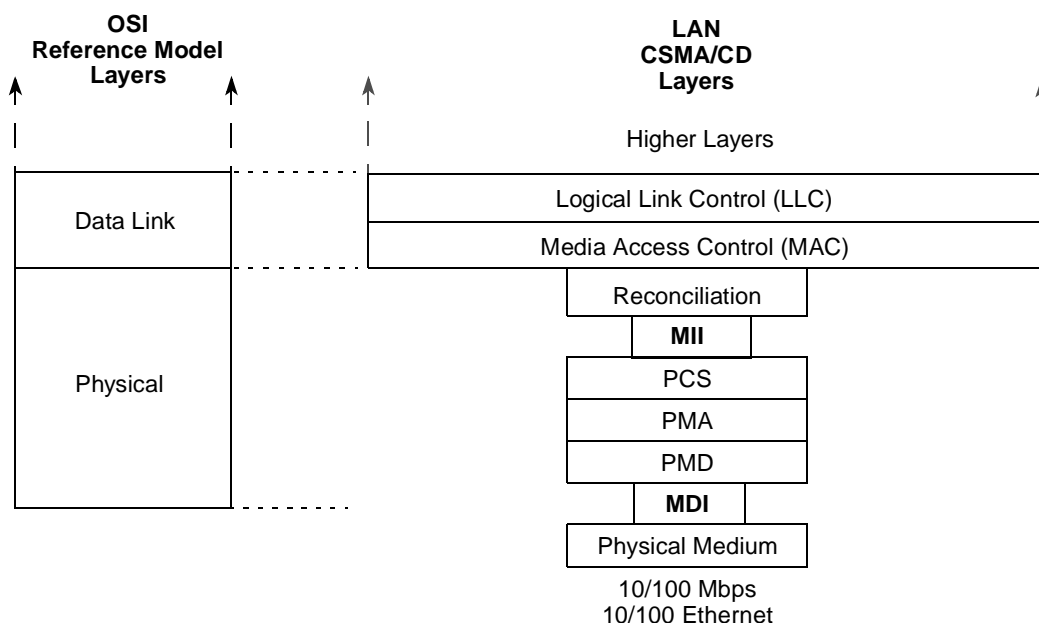 OSI
Reference Model
Layers
LAN
CSMA/CD
Layers
Higher Layers
Data Link
Logical Link Control (LLC)
Media Access Control (MAC)
Reconciliation
MII
Physical
PCS
PMA
PMD
MDI
Physical Medium
10/100 Mbps
10/100 Ethernet